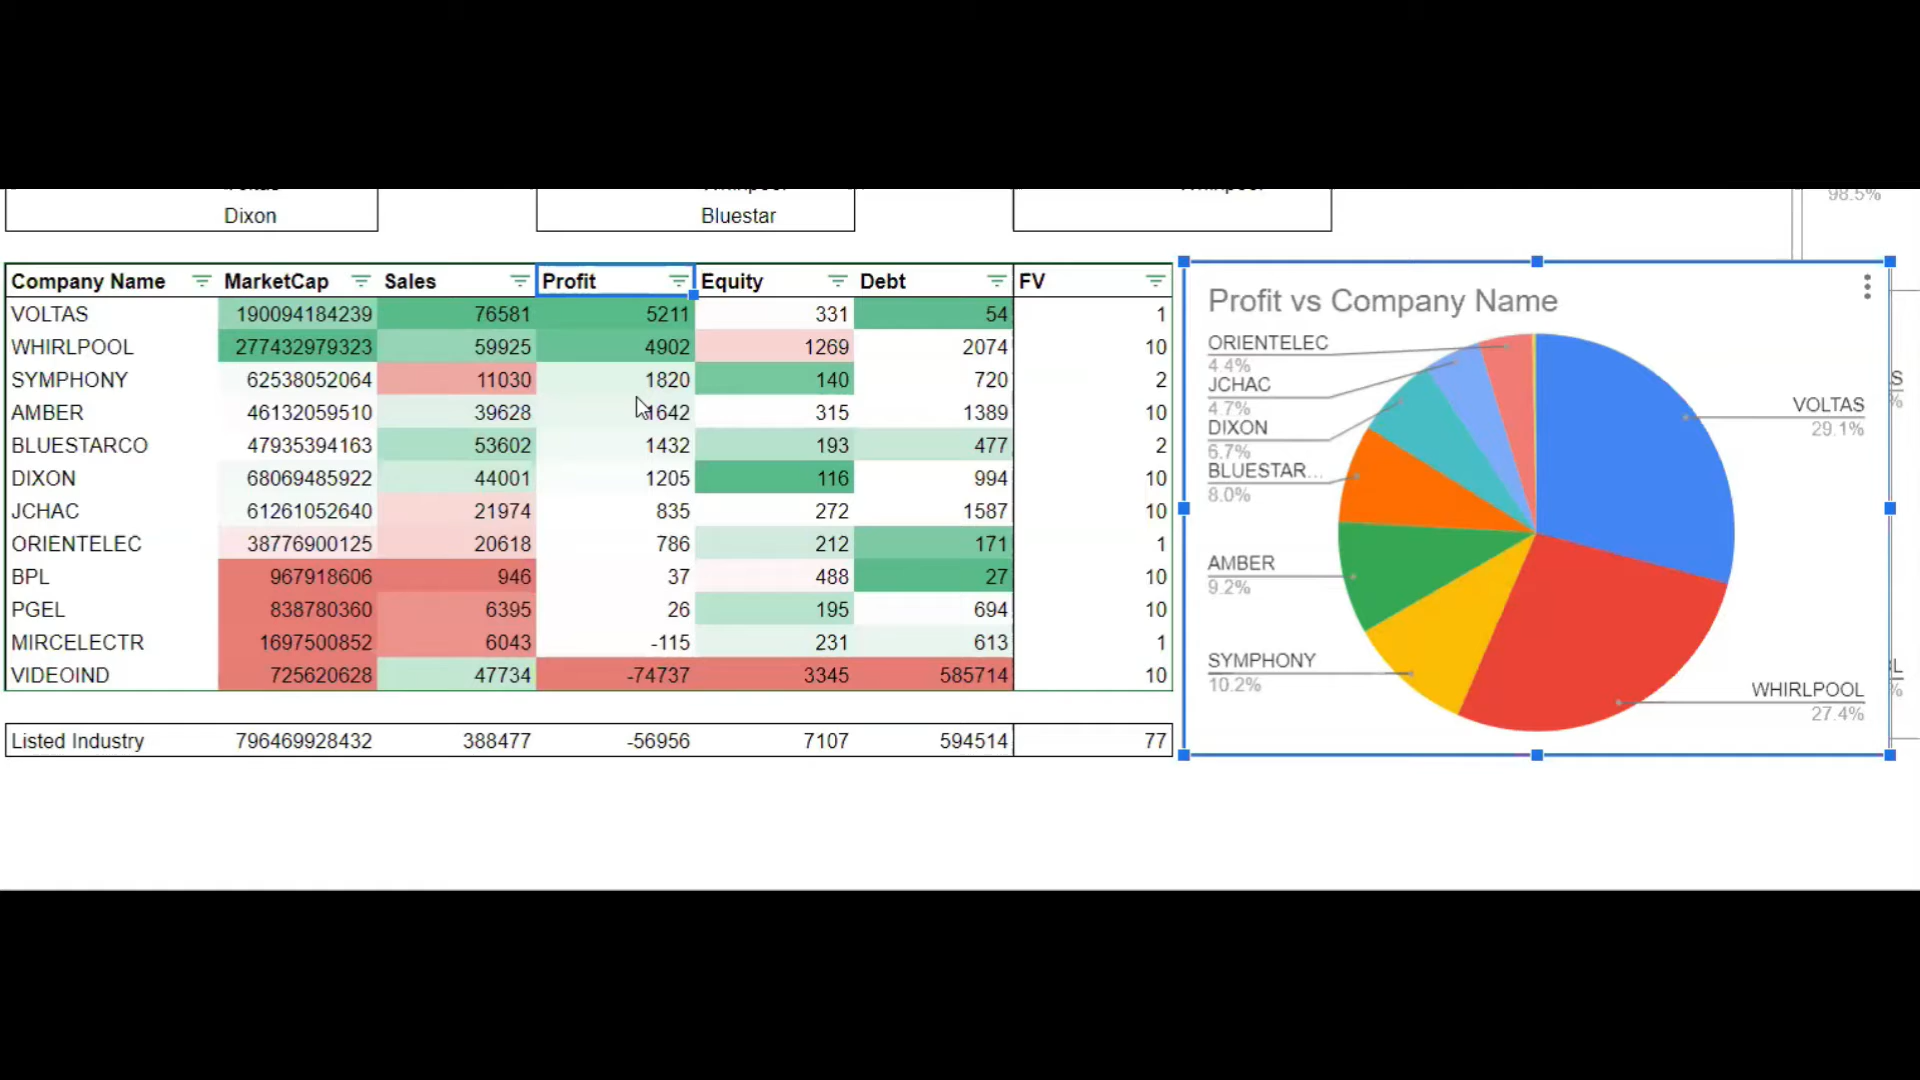 98.5%
Dixon
Bluestar
Company Name MarketCap Sales Profit Equity Debt FV
VOLTAS 190094184239 76581 5211 331 54 1
WHIRLPOOL 277432979323 59925 4902 1269 2074 10
SYMPHONY 62538052064 11030 1820 140 720 2
AMBER 46132059510 39628 1642 315 1389 10
BLUESTARCO 47935394163 53602 1432 193 477 2
DIXON 68069485922 44001 1205 116 994 10
JCHAC 61261052640 21974 835 272 1587 10
ORIENTELEC 38776900125 20618 786 212 171 1
BPL 967918606 946 37 488 27 10
PGEL 838780360 6395 26 195 694 10
MIRCELECTR 1697500852 6043 -115 231 613 1
VIDEOIND 725620628 47734 -74737 3345 585714 10
Listed Industry 796469928432 388477 -56956 7107 594514 77
Profit vs Company Name
ORIENTELEC
4.4%
JCHAC
4.7%
DIXON
6.7%
BLUESTAR...
8.0%
AMBER
9.2%
SYMPHONY
10.2%
VOLTAS
29.1%
WHIRLPOOL
27.4%